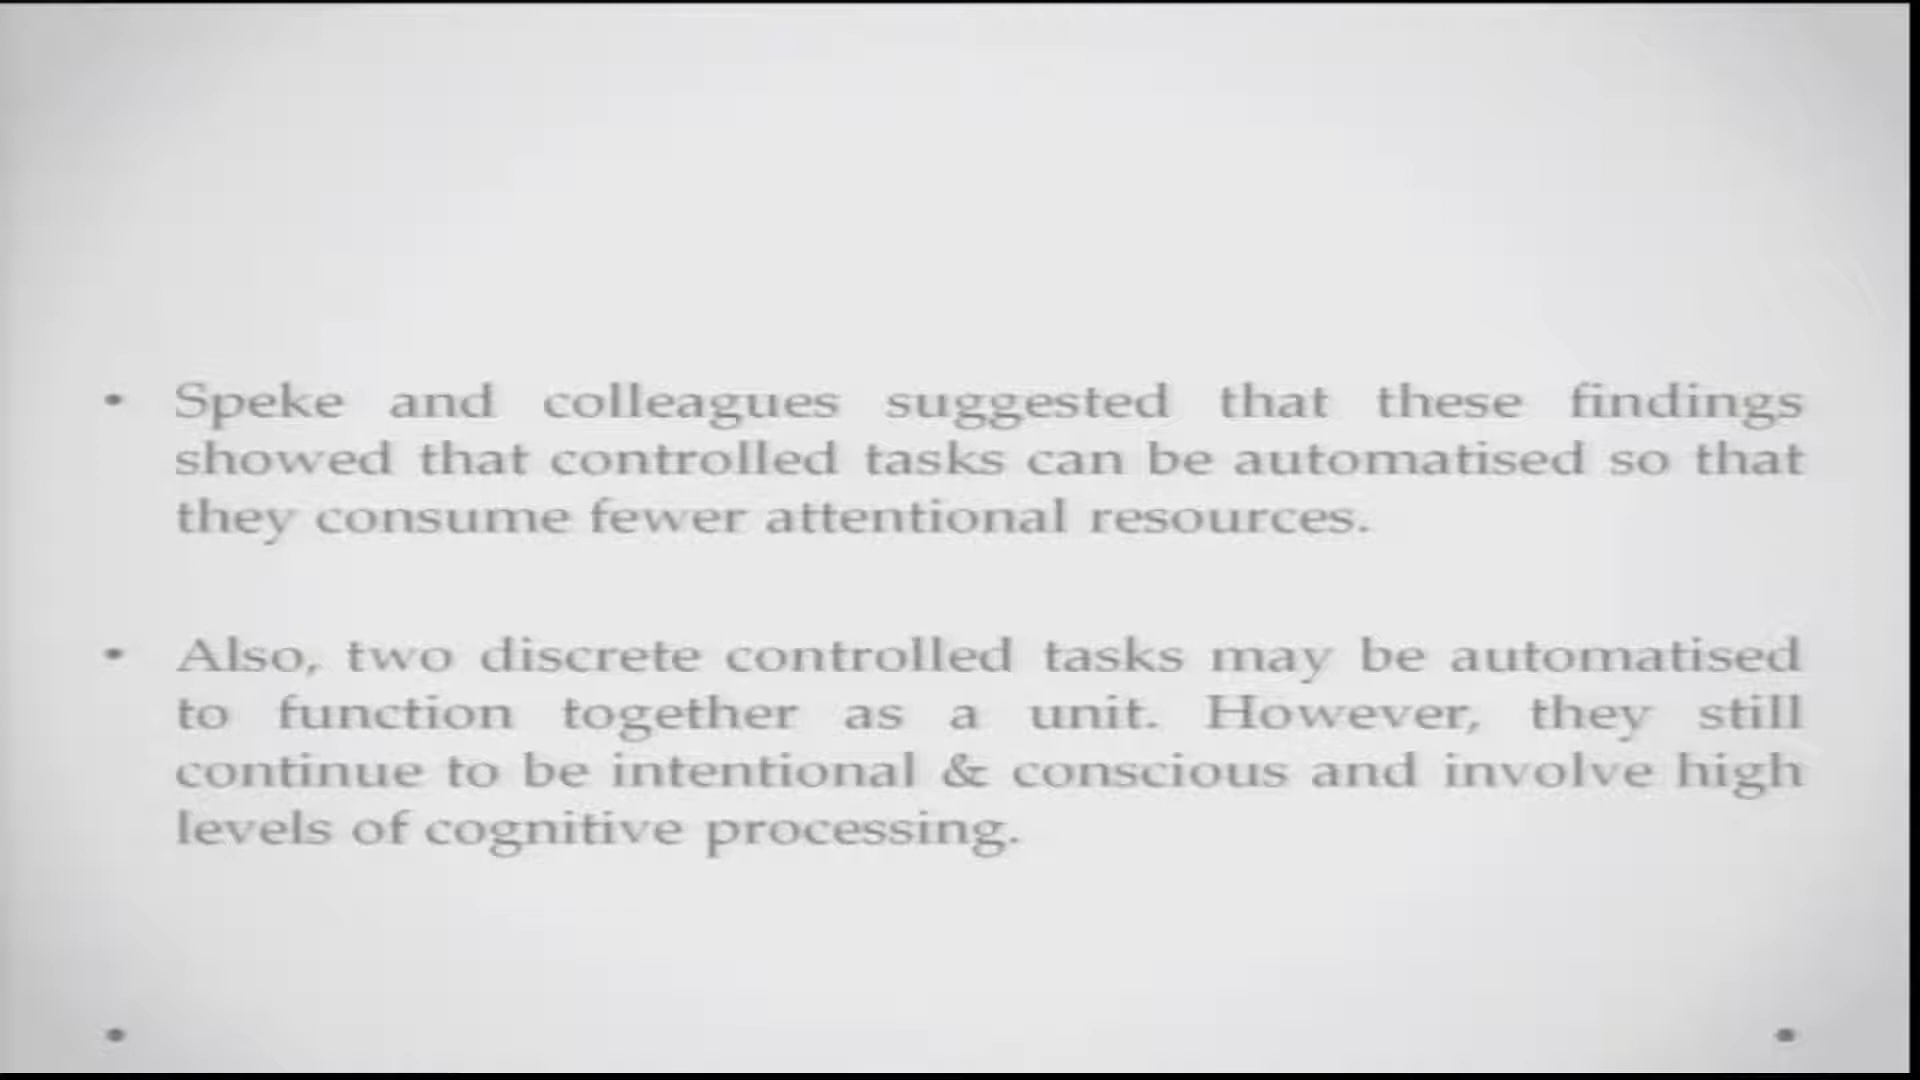 • Speke and colleagues suggested that these findings
showed that controlled tasks can be automatised so that
they consume fewer attentional resources.
• Also, two discrete controlled tasks may be automatised
to function together as a unit. However, they still
continue to be intentional & conscious and involve high
levels of cognitive processing.